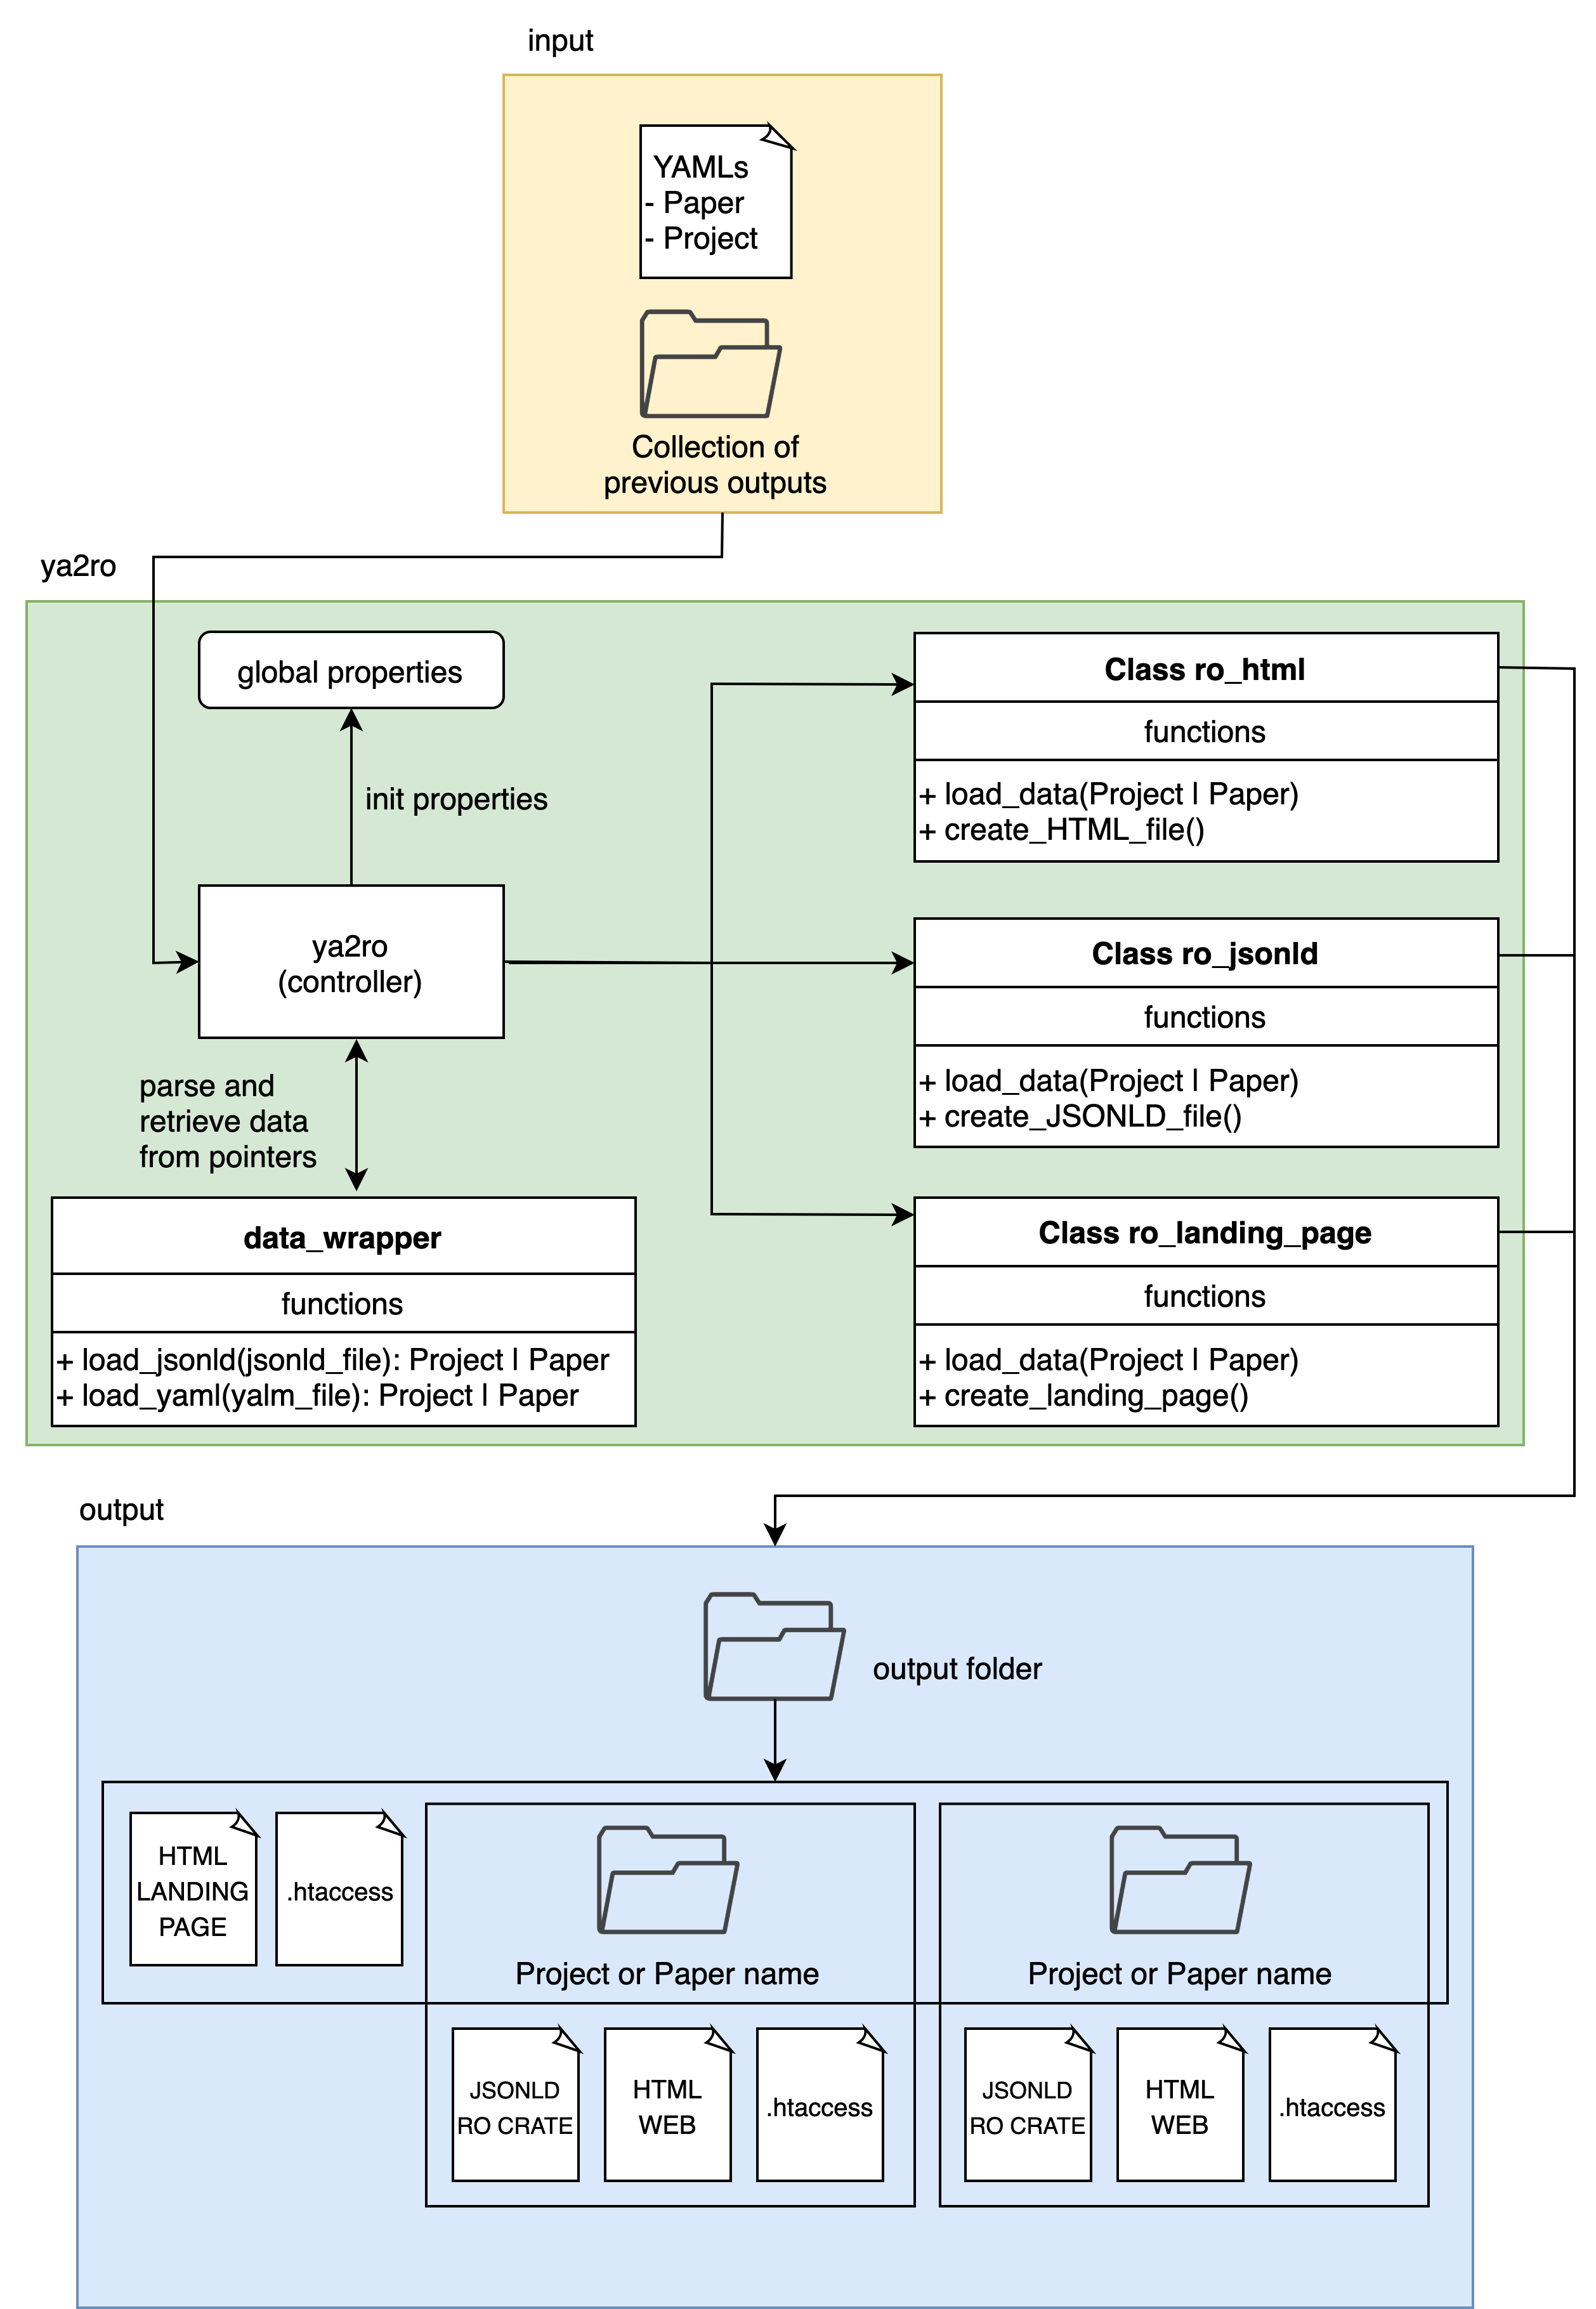 input
YAMLs
- Paper
- Project
Collection of
previous outputs
ya2ro
global properties
init properties
ya2ro
(controller)
parse and
retrieve data
from pointers
data_wrapper
functions
+ load_jsonld(jsonld_file): Project | Paper
+ load_yaml(yalm_file): Project | Paper
Class ro_html
functions
+ load_data(Project | Paper)
+ create_HTML_file()
Class ro_jsonld
functions
+ load_data(Project | Paper)
+ create_JSONLD_file()
Class ro_landing_page
functions
+ load_data(Project | Paper)
+ create_landing_page()
output
output folder
HTML
LANDING
PAGE
.htaccess
Project or Paper name
JSONLD
RO CRATE
HTML
WEB
.htaccess
Project or Paper name
JSONLD
RO CRATE
HTML
WEB
.htaccess